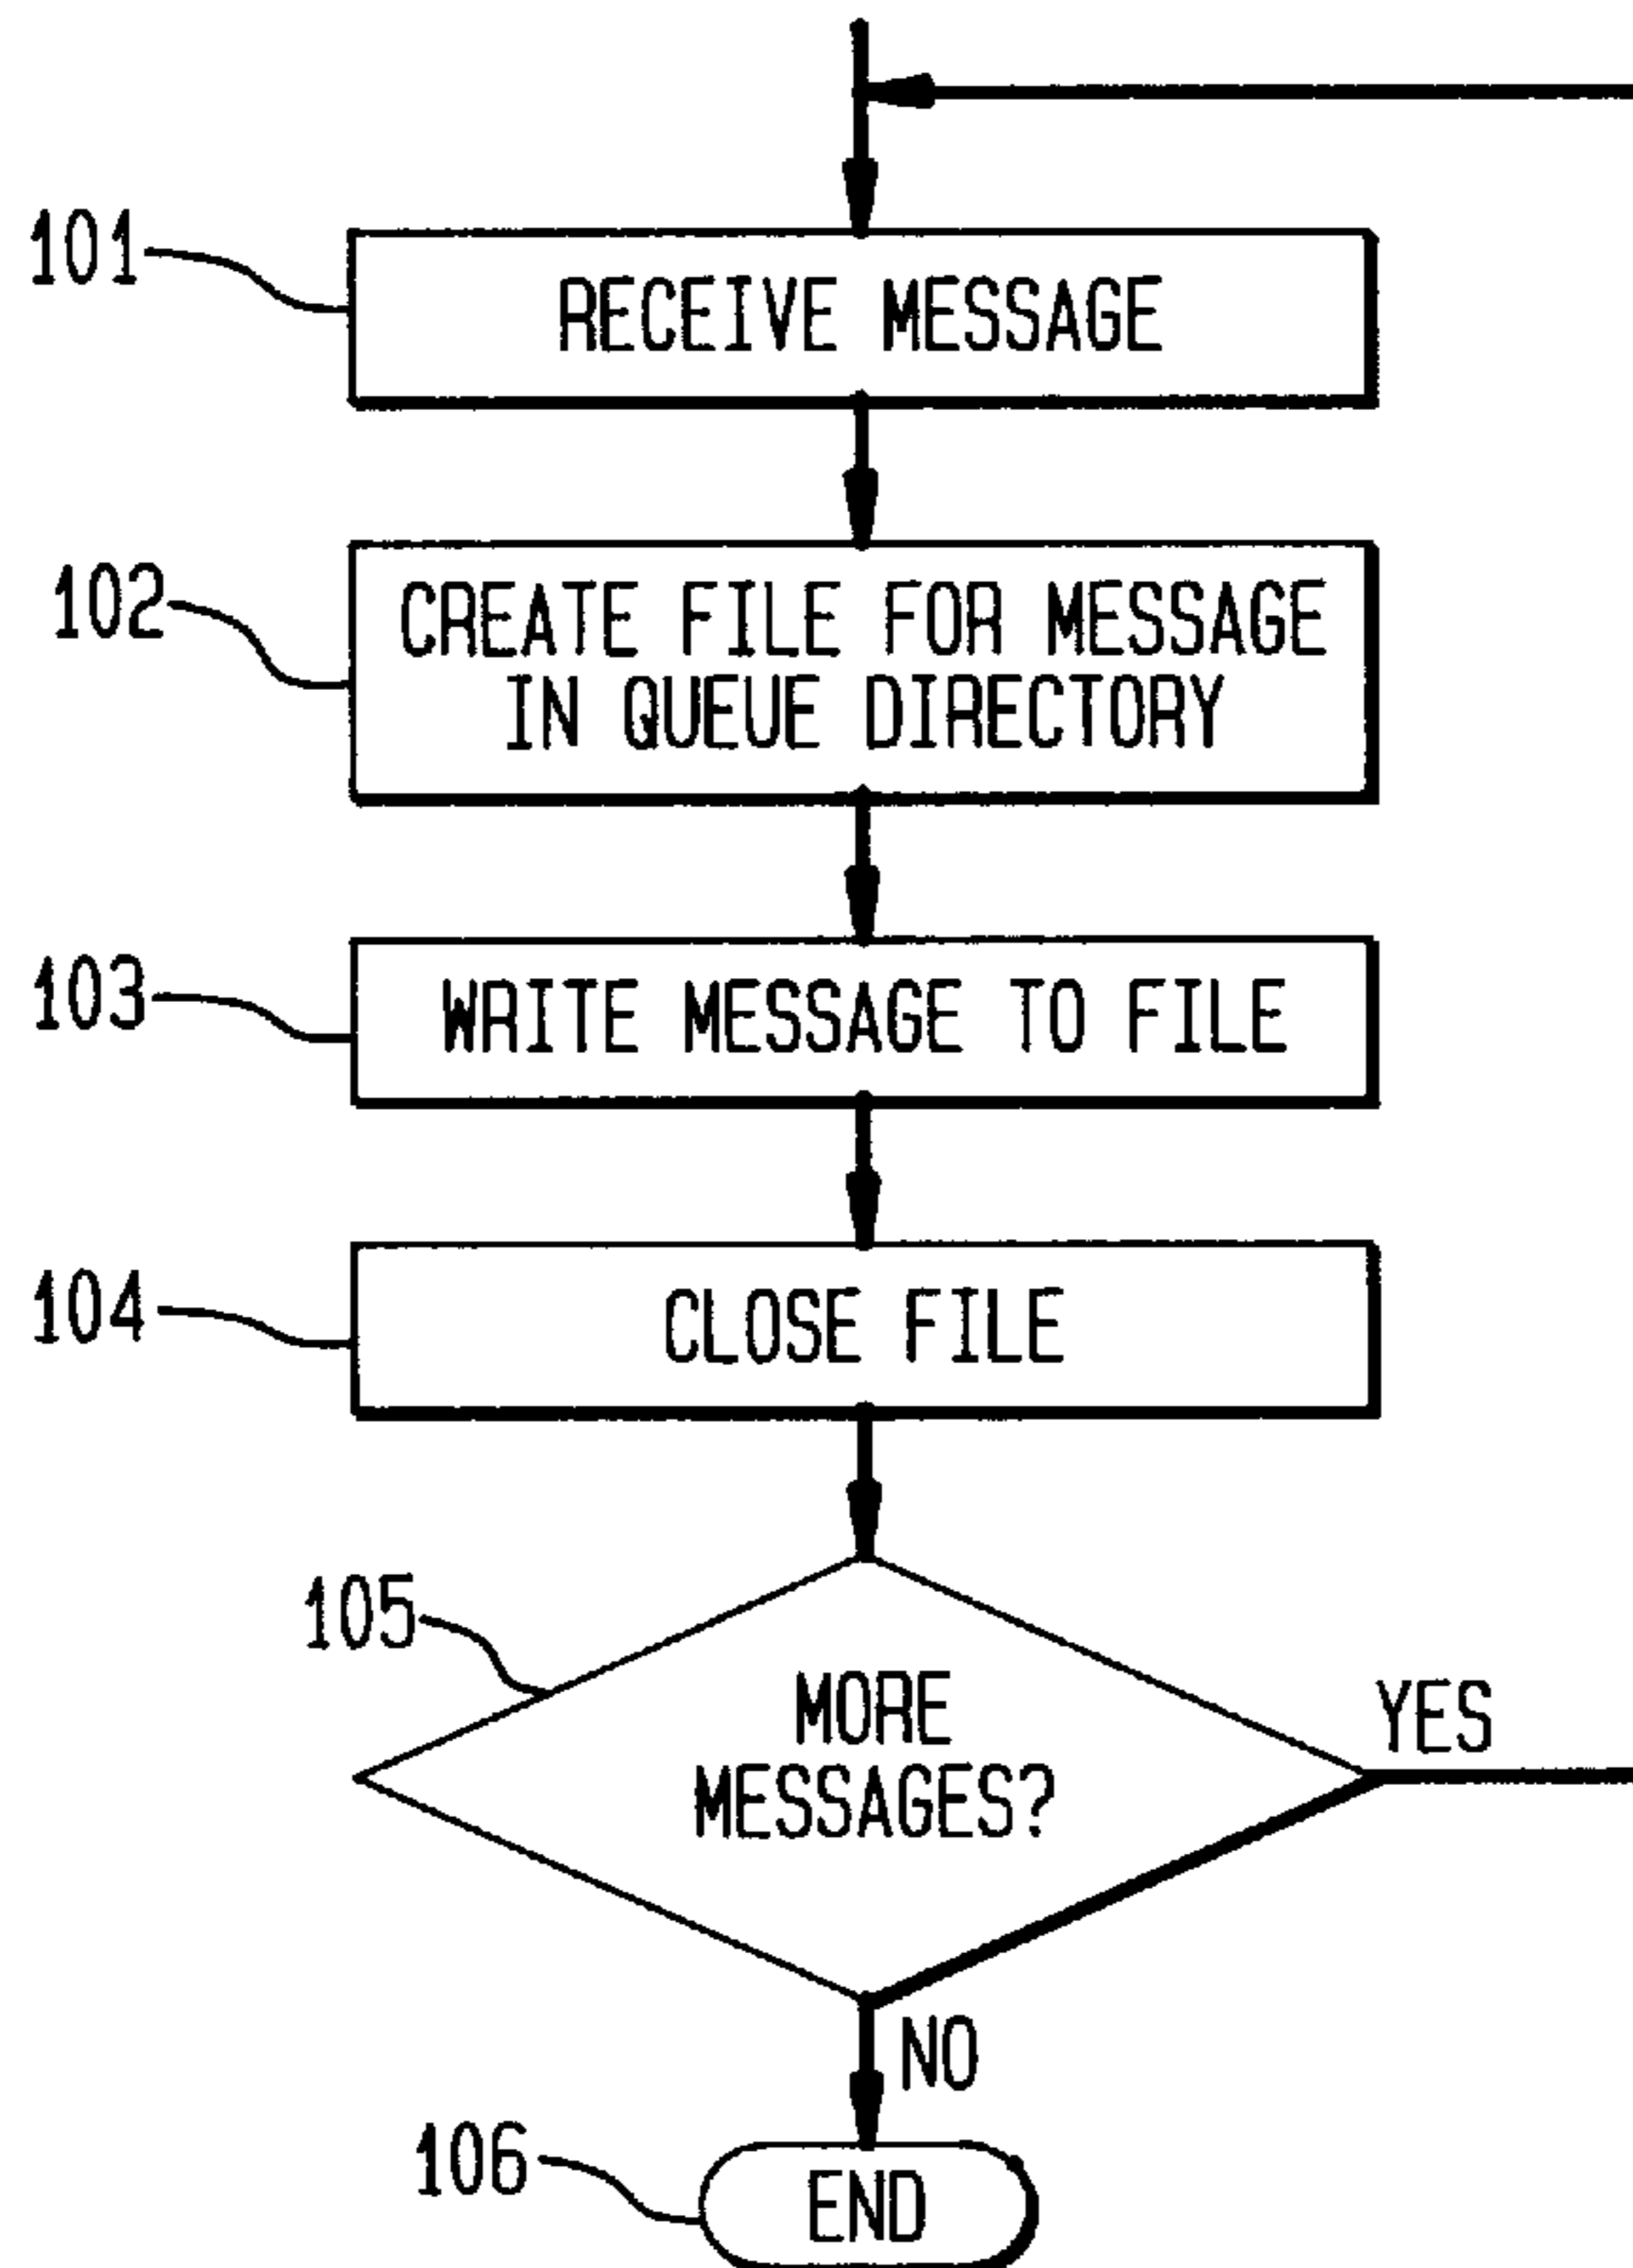 101
RECEIVE MESSAGE
102
CREATE FILE FOR MESSAGE
IN QUEUE DIRECTORY
103
WRITE MESSAGE TO FILE
104
CLOSE FILE
105
MORE
MESSAGES?
YES
NO
106
END